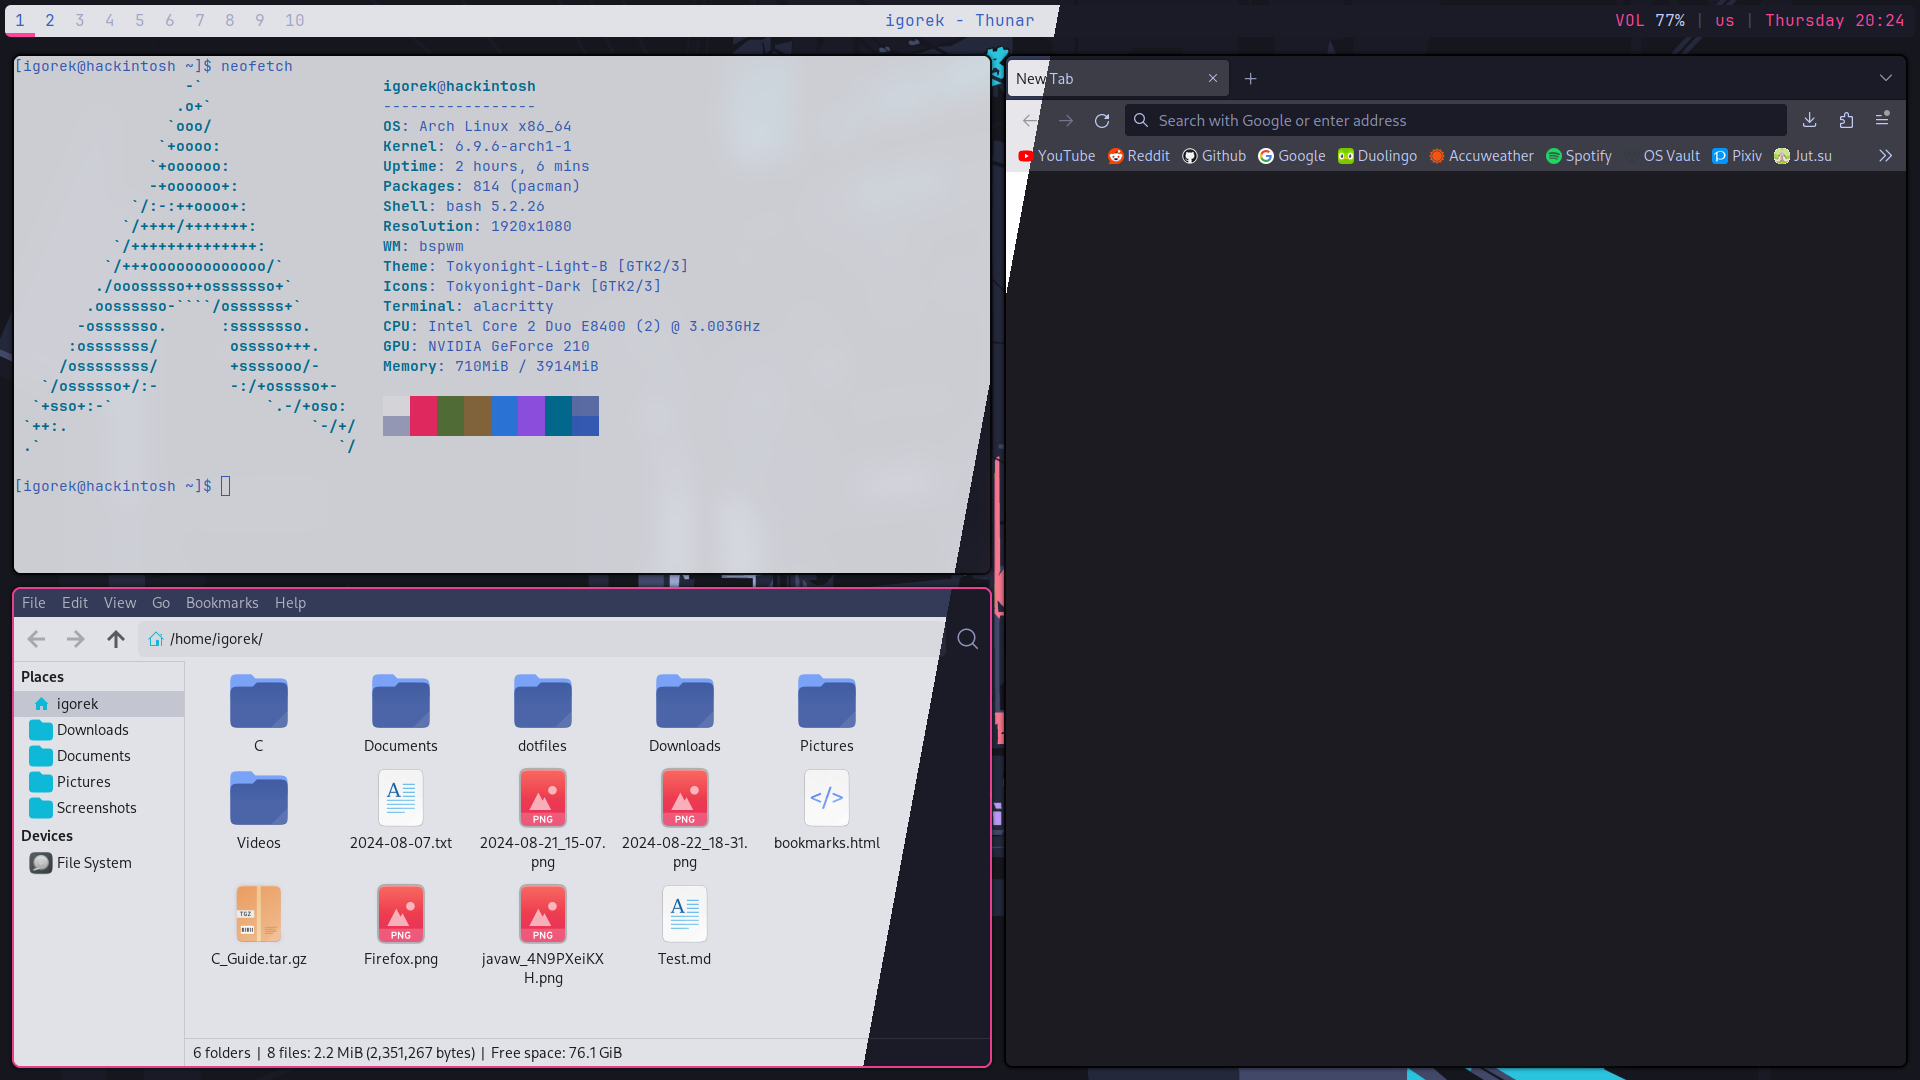 1 2 3 4 5 6 7 8 9 10
igorek - Thunar
VOL 77% | us | Thursday 20:24
[igorek@hackintosh ~]$ neofetch
-`
.o+`
`ooo/
`+oooo:
`+oooooo:
-+oooooo+:
`/:-:++oooo+:
`/++++/+++++++:
`/++++++++++++++:
`/+++ooooooooooooo/`
./ooosssso++osssssso+`
.oossssso-````/ossssss+`
-osssssso.      :ssssssso.
:osssssss/        osssso+++.
/ossssssss/        +ssssooo/-
`/ossssso+/:-        -:/+osssso+-
`+sso+:-`                 `.-/+oso:
`++:.                           `-/+/
.`                                 `/
igorek@hackintosh
-----------------
OS: Arch Linux x86_64
Kernel: 6.9.6-arch1-1
Uptime: 2 hours, 6 mins
Packages: 814 (pacman)
Shell: bash 5.2.26
Resolution: 1920x1080
WM: bspwm
Theme: Tokyonight-Light-B [GTK2/3]
Icons: Tokyonight-Dark [GTK2/3]
Terminal: alacritty
CPU: Intel Core 2 Duo E8400 (2) @ 3.003GHz
GPU: NVIDIA GeForce 210
Memory: 710MiB / 3914MiB
[igorek@hackintosh ~]$
New Tab
Search with Google or enter address
YouTube Reddit Github Google Duolingo Accuweather Spotify OS Vault Pixiv Jut.su
File Edit View Go Bookmarks Help
/home/igorek/
Places
igorek
Downloads
Documents
Pictures
Screenshots
Devices
File System
C
Documents
dotfiles
Downloads
Pictures
Videos
2024-08-07.txt
PNG
2024-08-21_15-07.
png
PNG
2024-08-22_18-31.
png
</>
bookmarks.html
TGZ
C_Guide.tar.gz
PNG
Firefox.png
PNG
javaw_4N9PXeiKX
H.png
Test.md
6 folders | 8 files: 2.2 MiB (2,351,267 bytes) | Free space: 76.1 GiB